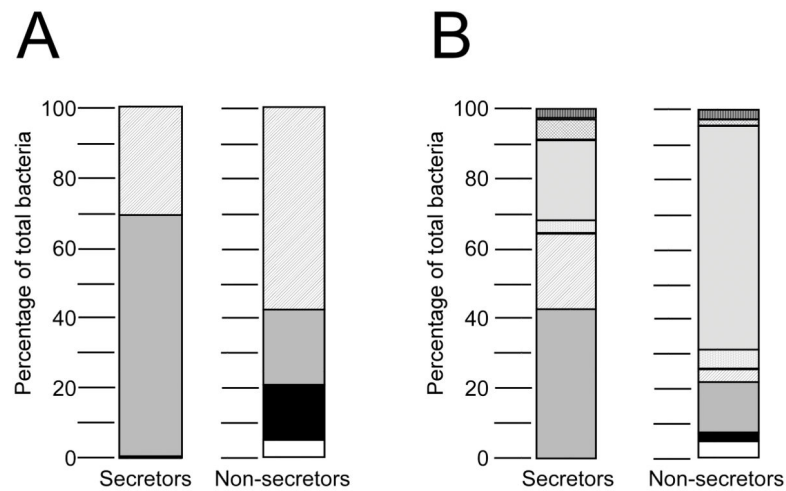 A
B
Percentage of total bacteria
100
80
60
40
20
0
Secretors
Non-secretors
Percentage of total bacteria
100
80
60
40
20
0
Secretors
Non-secretors